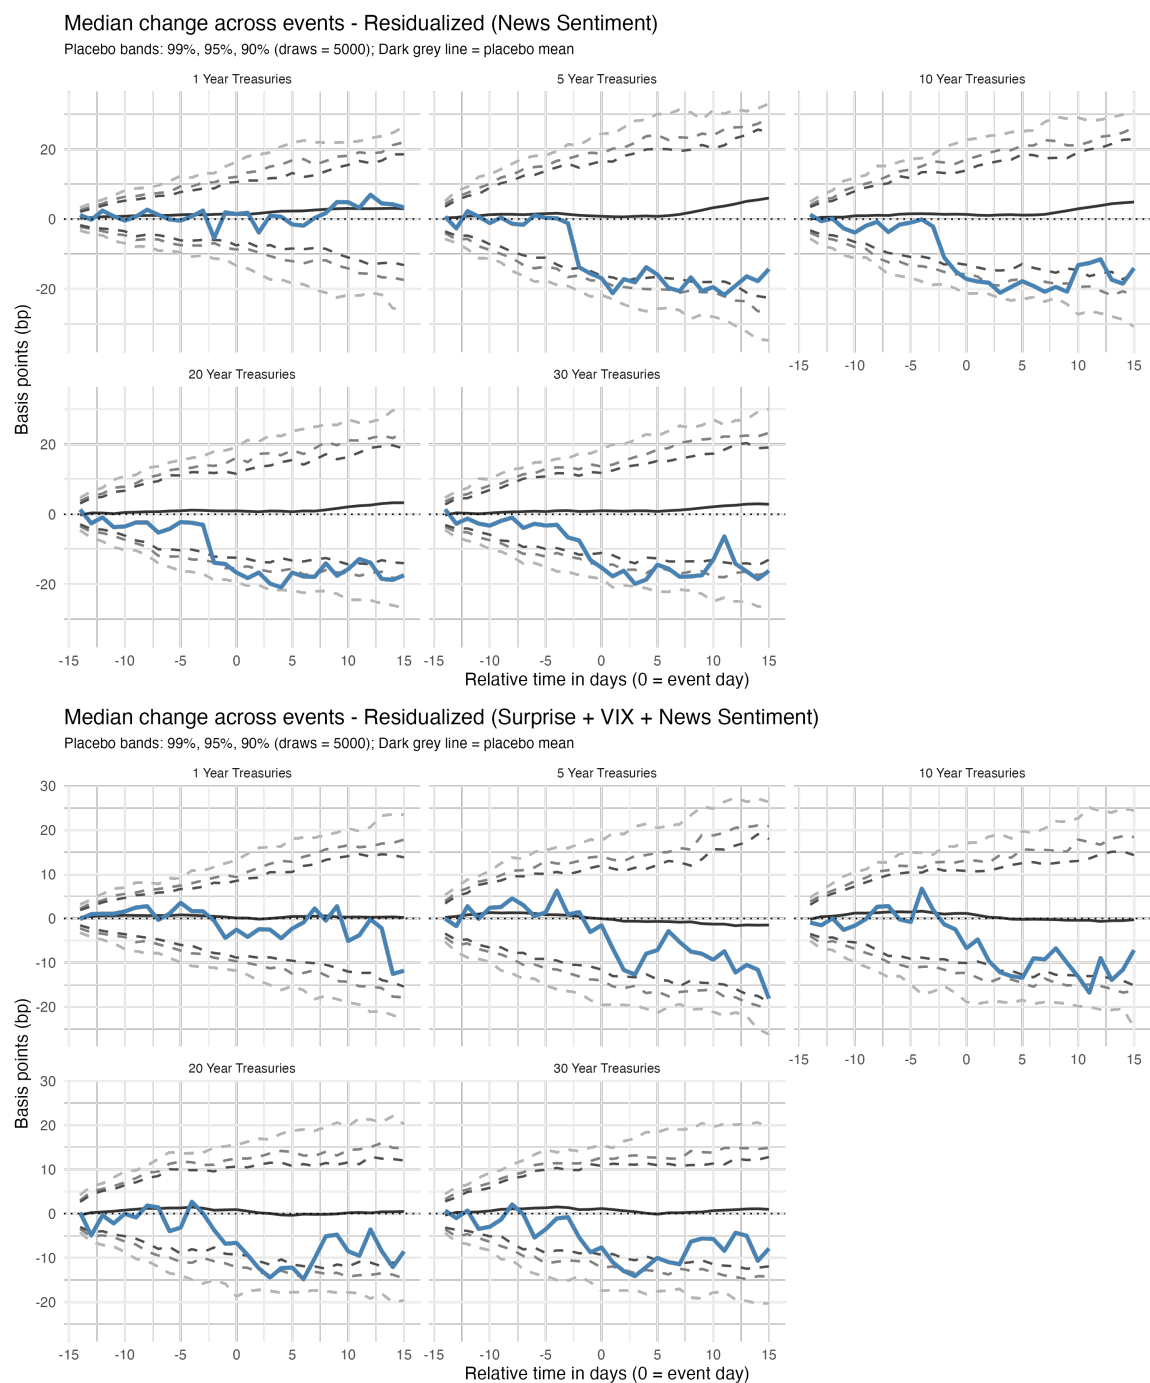 Median change across events - Residualized (News Sentiment)
Placebo bands: 99%, 95%, 90% (draws = 5000); Dark grey line = placebo mean
1 Year Treasuries
5 Year Treasuries
10 Year Treasuries
20
0
-20
-15 -10 -5 0 5 10 15
20 Year Treasuries
30 Year Treasuries
20
0
-20
-15 -10 -5 0 5 10 15
-15 -10 -5 0 5 10 15
Basis points (bp)
Relative time in days (0 = event day)
Median change across events - Residualized (Surprise + VIX + News Sentiment)
Placebo bands: 99%, 95%, 90% (draws = 5000); Dark grey line = placebo mean
1 Year Treasuries
5 Year Treasuries
10 Year Treasuries
30
20
10
0
-10
-20
-15 -10 -5 0 5 10 15
20 Year Treasuries
30 Year Treasuries
30
20
10
0
-10
-20
-15 -10 -5 0 5 10 15
-15 -10 -5 0 5 10 15
Basis points (bp)
Relative time in days (0 = event day)